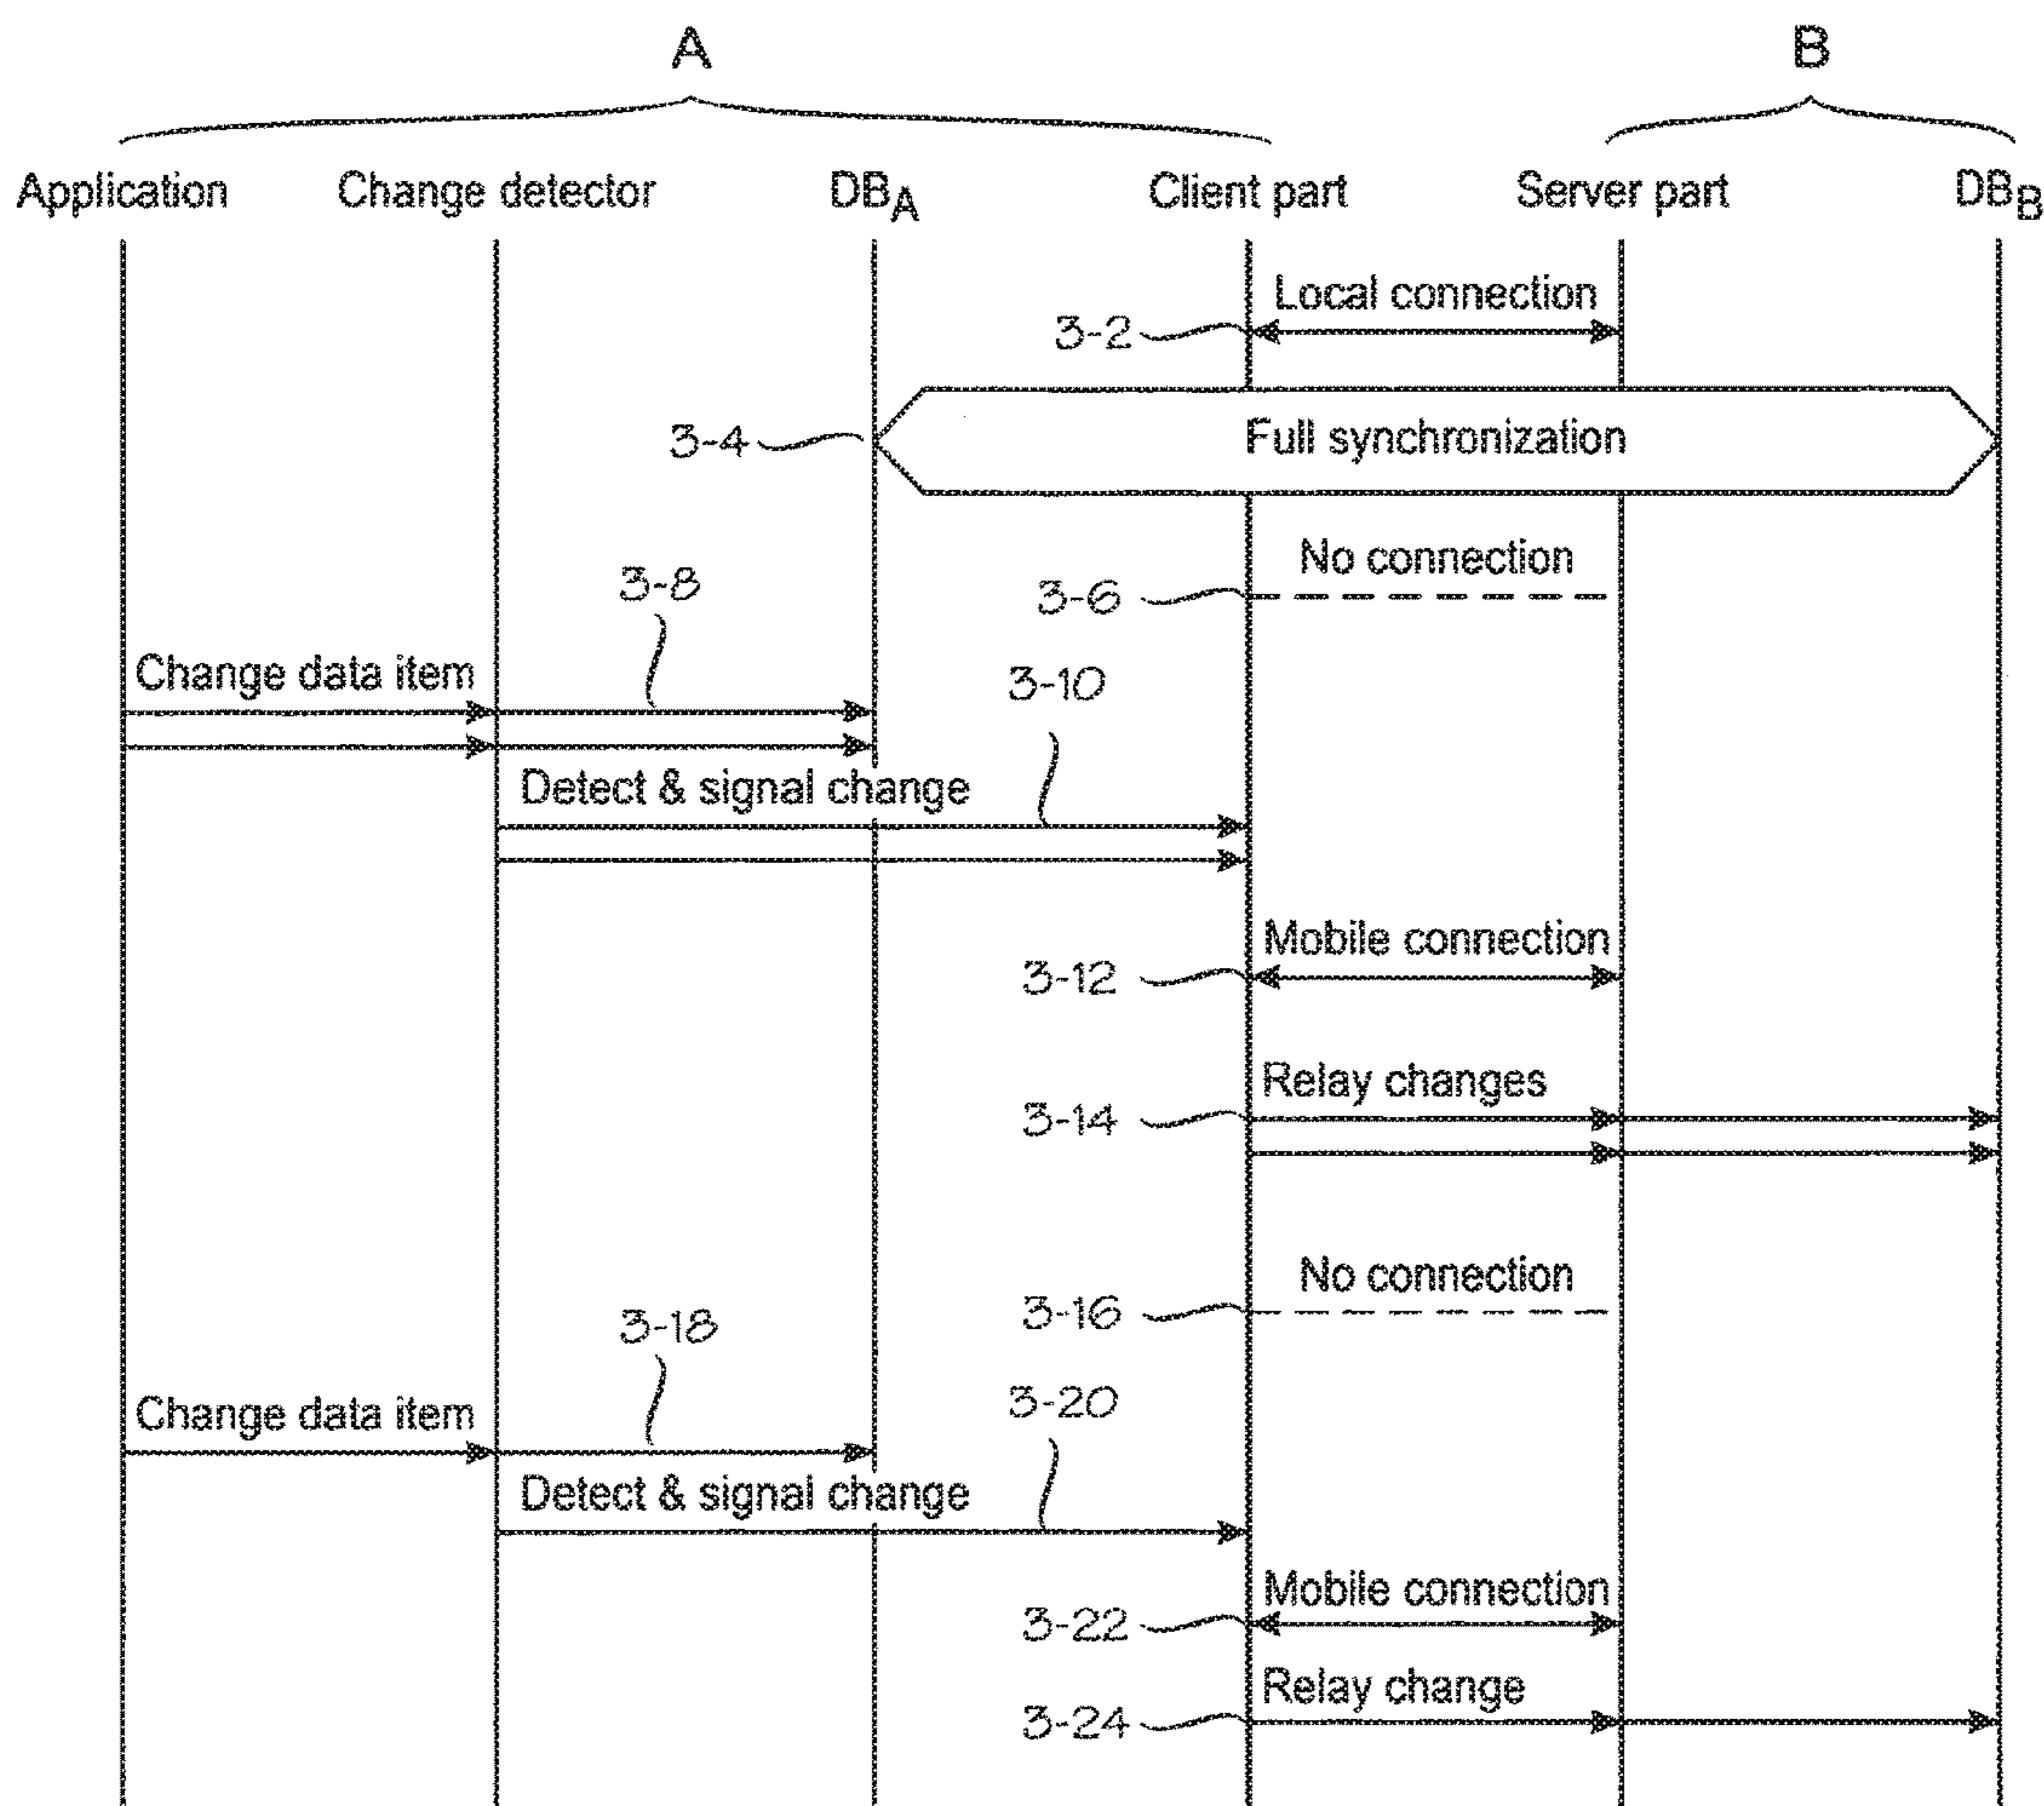 A
B
Application
Change detector
DBA
Client part
Server part
DBB
Local connection
3-2
3-4
Full synchronization
No connection
3-6
3-8
Change data item
3-10
Detect & signal change
Mobile connection
3-12
Relay changes
3-14
No connection
3-16
3-18
Change data item
3-20
Detect & signal change
Mobile connection
3-22
Relay change
3-24